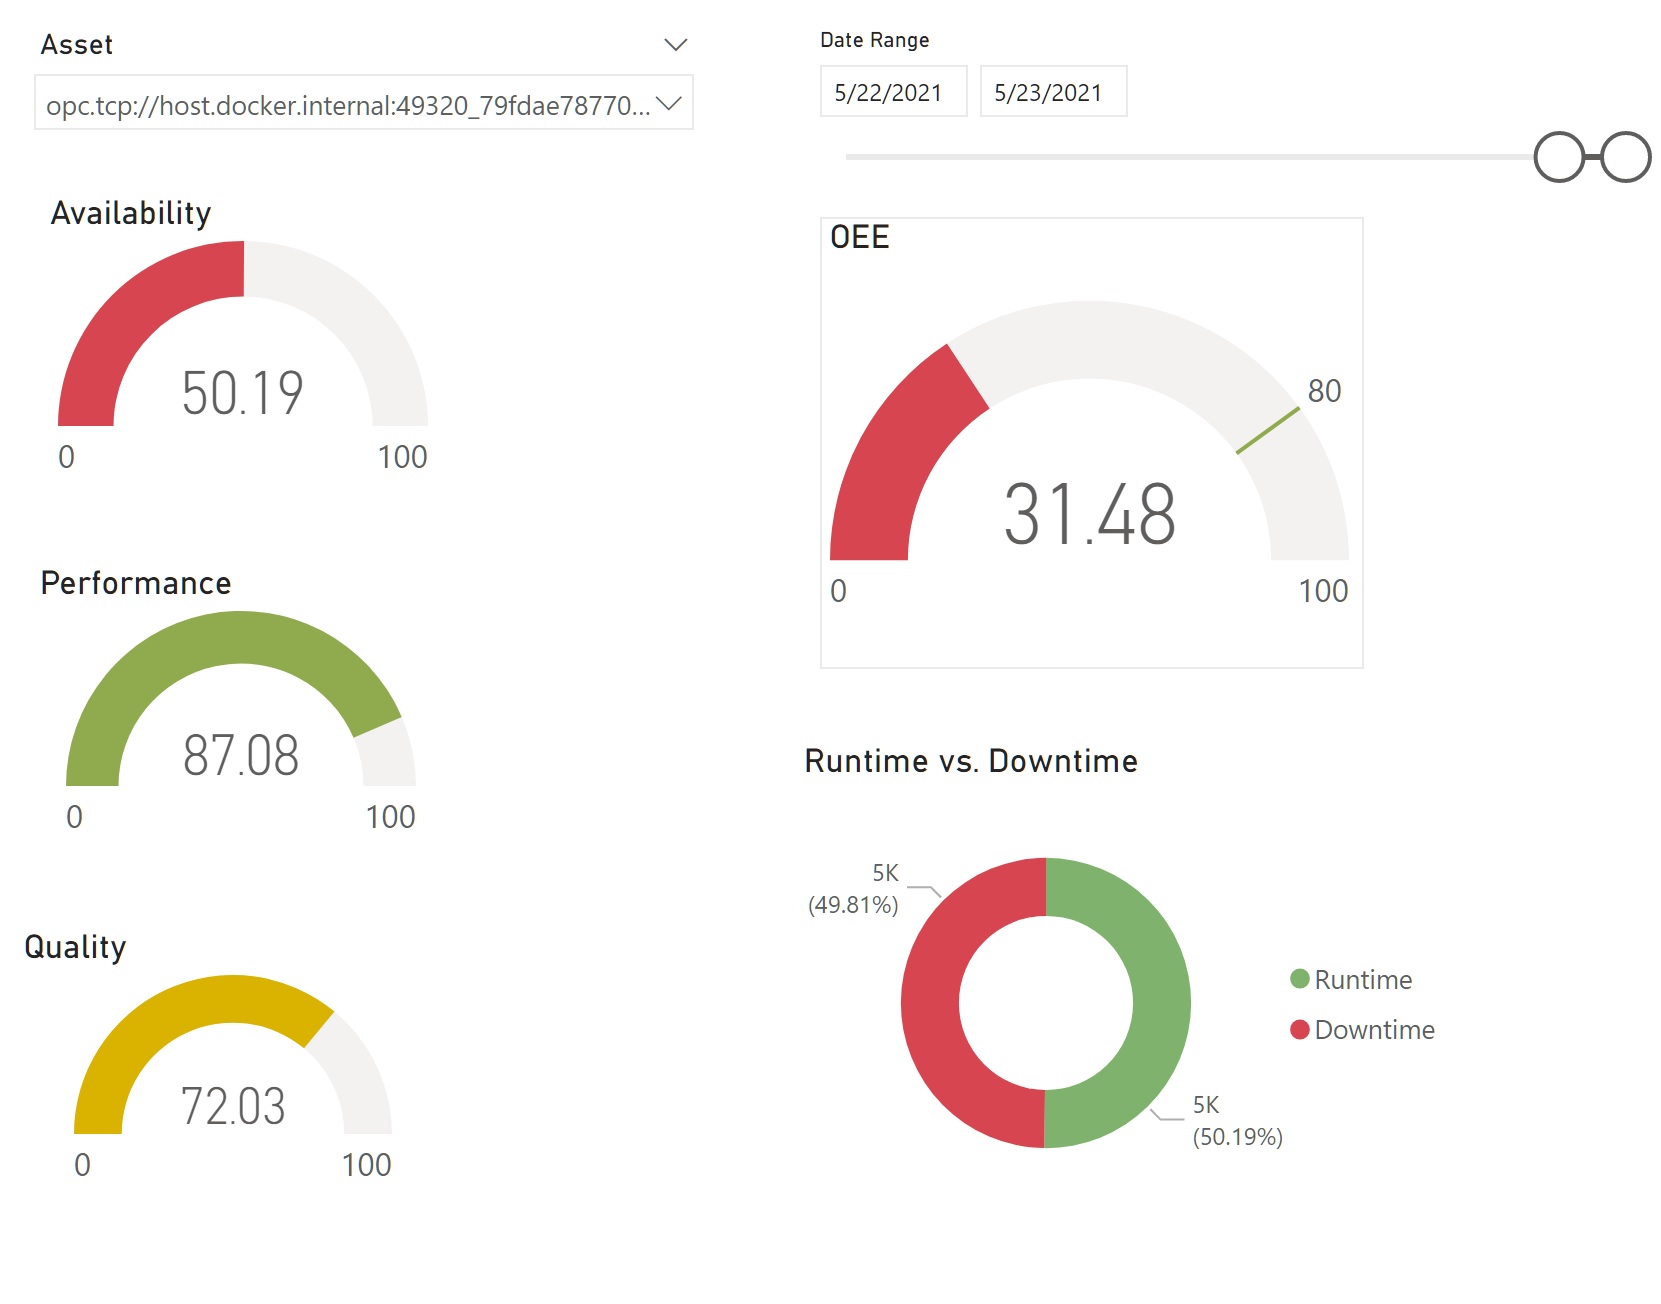 Asset
opc.tcp://host.docker.internal:49320_79fdae78770...
Date Range
5/22/2021 5/23/2021
Availability
50.19
0 100
OEE
80
31.48
0 100
Performance
87.08
0 100
Runtime vs. Downtime
5K
(49.81%)
Runtime
Downtime
5K
(50.19%)
Quality
72.03
0 100